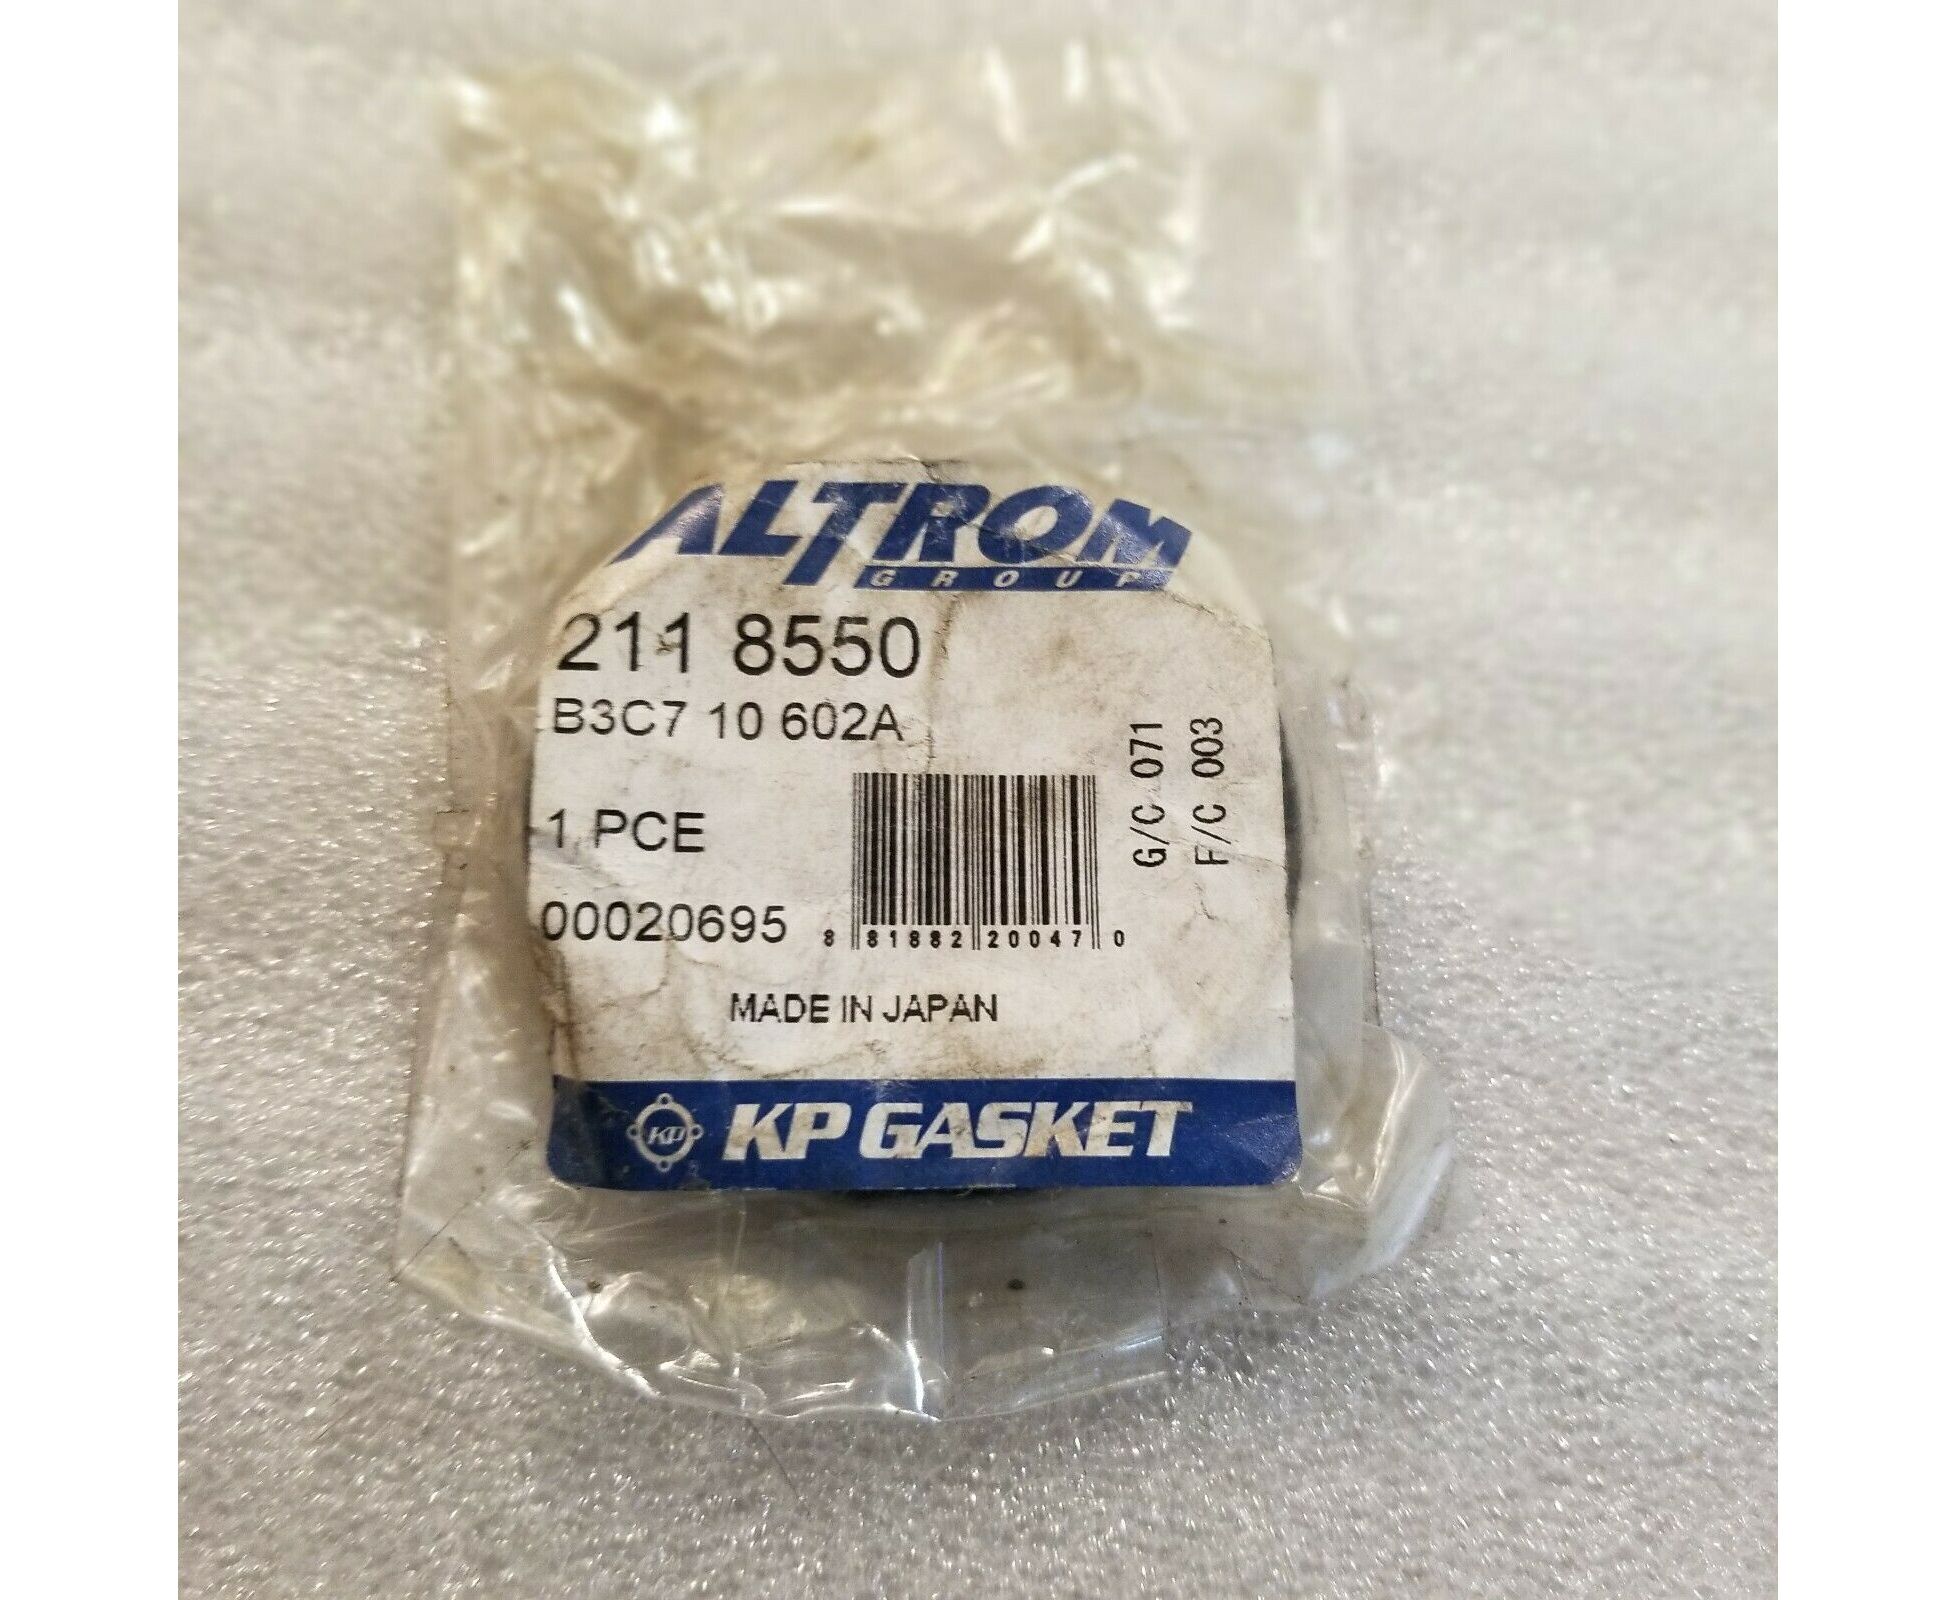 ALTROM
GROUP
211 8550
B3C7 10 602A
1 PCE
00020695
8 81882 20047 0
G/C 071
F/C 003
MADE IN JAPAN
KP KP GASKET